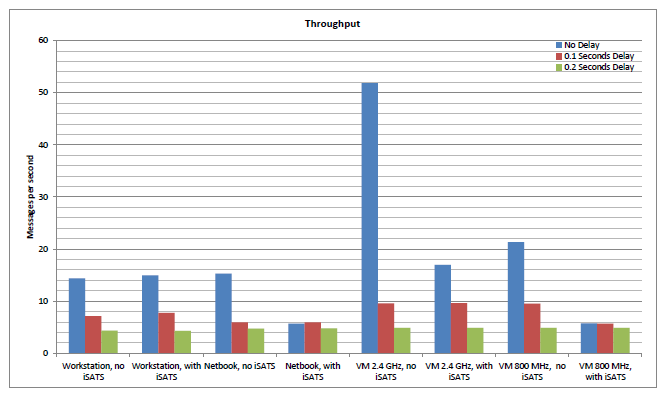 Throughput
60
50
40
30
20
10
0
Messages per second
No Delay
0.1 Seconds Delay
0.2 Seconds Delay
Workstation, no
iSATS
Workstation, with
iSATS
Netbook, no iSATS
Netbook, with
iSATS
VM 2.4 GHz, no
iSATS
VM 2.4 GHz, with
iSATS
VM 800 MHz, no
iSATS
VM 800 MHz,
with iSATS